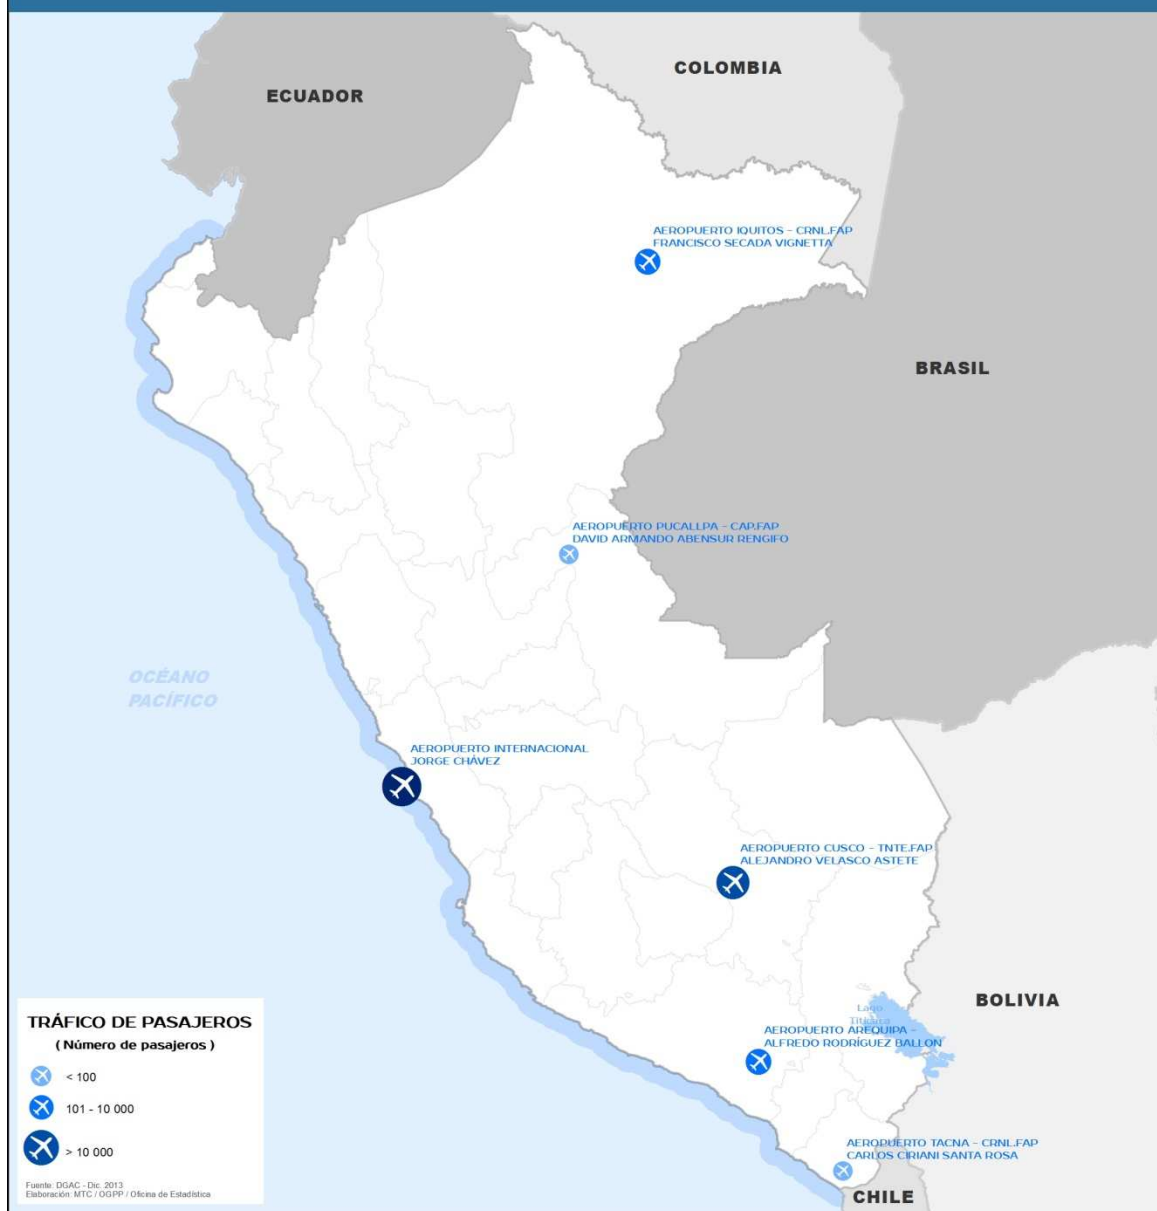 COLOMBIA
ECUADOR
AEROPUERTO IQUITOS - CRNL.FAP
FRANCISCO SECADA VIGNETTA
BRASIL
AEROPUERTO PUCALLPA - CAP.FAP
DAVID ARMANDO ABENSUR RENGIFO
OCÉANO
PACÍFICO
AEROPUERTO INTERNACIONAL
JORGE CHÁVEZ
AEROPUERTO CUSCO - TNTE.FAP
ALEJANDRO VELASCO ASTETE
BOLIVIA
Lago
Titicaca
AEROPUERTO AREQUIPA -
ALFREDO RODRÍGUEZ BALLON
AEROPUERTO TACNA - CRNL.FAP
CARLOS CIRIANI SANTA ROSA
CHILE
TRÁFICO DE PASAJEROS
( Número de pasajeros )
< 100
101 - 10 000
> 10 000
Fuente: DGAC - Dic. 2013
Elaboración: MTC / OGPP / Oficina de Estadística